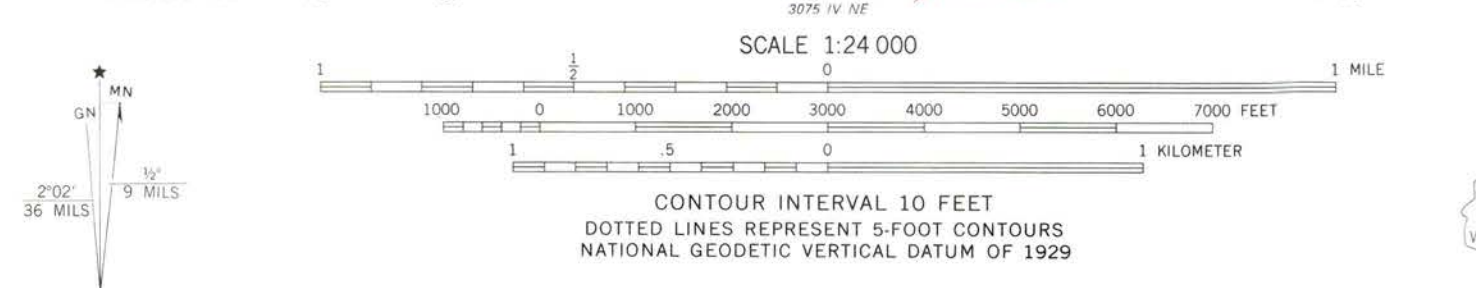 3075 IV NE
SCALE 1:24 000
1 ½ 0 1 MILE
1000 0 1000 2000 3000 4000 5000 6000 7000 FEET
1 .5 0 1 KILOMETER
CONTOUR INTERVAL 10 FEET
DOTTED LINES REPRESENT 5-FOOT CONTOURS
NATIONAL GEODETIC VERTICAL DATUM OF 1929
★
MN
GN
½°
9 MILS
2°02′
36 MILS